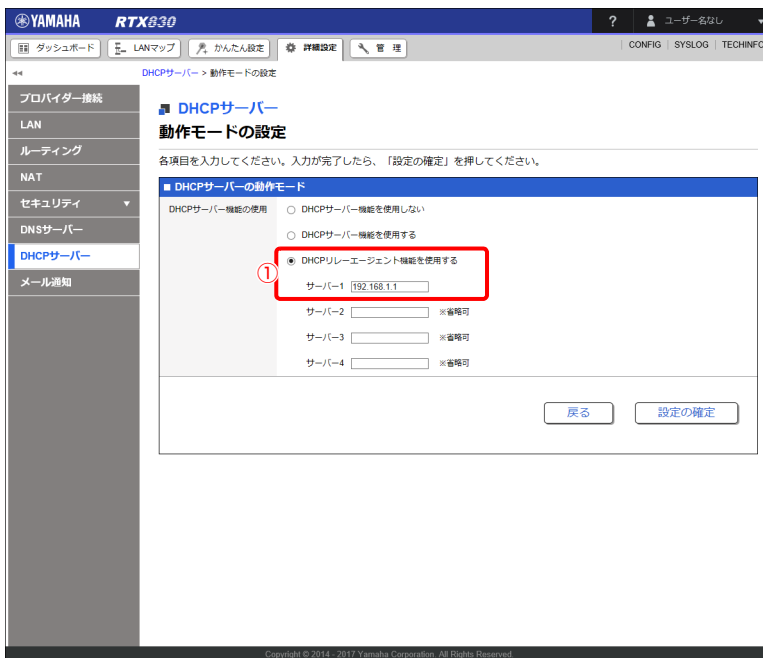 YAMAHA RTX830 ? ユーザー名なし
ダッシュボード LANマップ かんたん設定 詳細設定 管理 CONFIG SYSLOG TECHINFO
DHCPサーバー > 動作モードの設定
プロバイダー接続
LAN
ルーティング
NAT
セキュリティ
DNSサーバー
DHCPサーバー
メール通知
DHCPサーバー
動作モードの設定
各項目を入力してください。入力が完了したら、「設定の確定」を押してください。
■ DHCPサーバーの動作モード
DHCPサーバー機能の使用 DHCPサーバー機能を使用しない
DHCPサーバー機能を使用する
① DHCPリレーエージェント機能を使用する
サーバー1 192.168.1.1
サーバー2 ※省略可
サーバー3 ※省略可
サーバー4 ※省略可
戻る 設定の確定
Copyright © 2014 - 2017 Yamaha Corporation. All Rights Reserved.